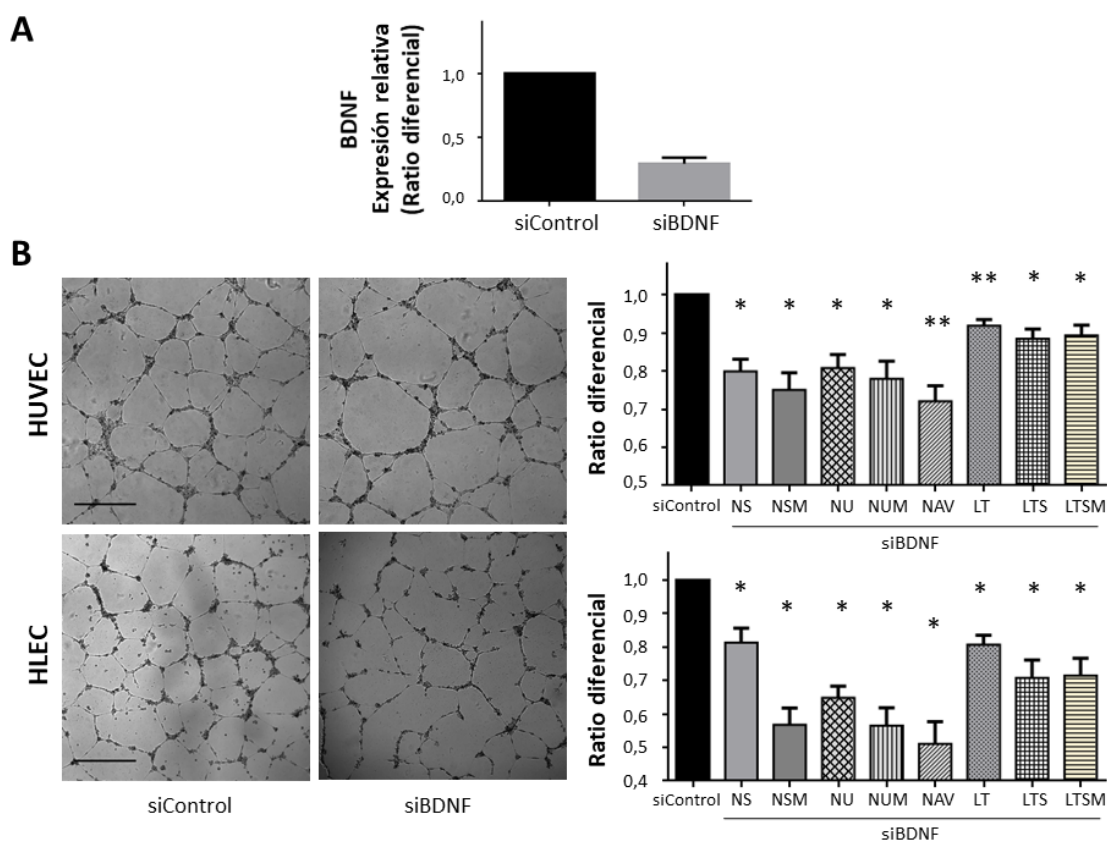 A
BDNF
Expresión relativa
(Ratio diferencial)
1,0
0,5
0,0
siControl siBDNF
B
HUVEC
HLEC
siControl siBDNF
Ratio diferencial
1,0
0,9
0,8
0,7
0,6
0,5
* * * * ** ** * *
siControl NS NSM NU NUM NAV LT LTS LTSM
siBDNF
Ratio diferencial
1,0
0,9
0,8
0,7
0,6
0,5
0,4
* * * * * * * *
siControl NS NSM NU NUM NAV LT LTS LTSM
siBDNF